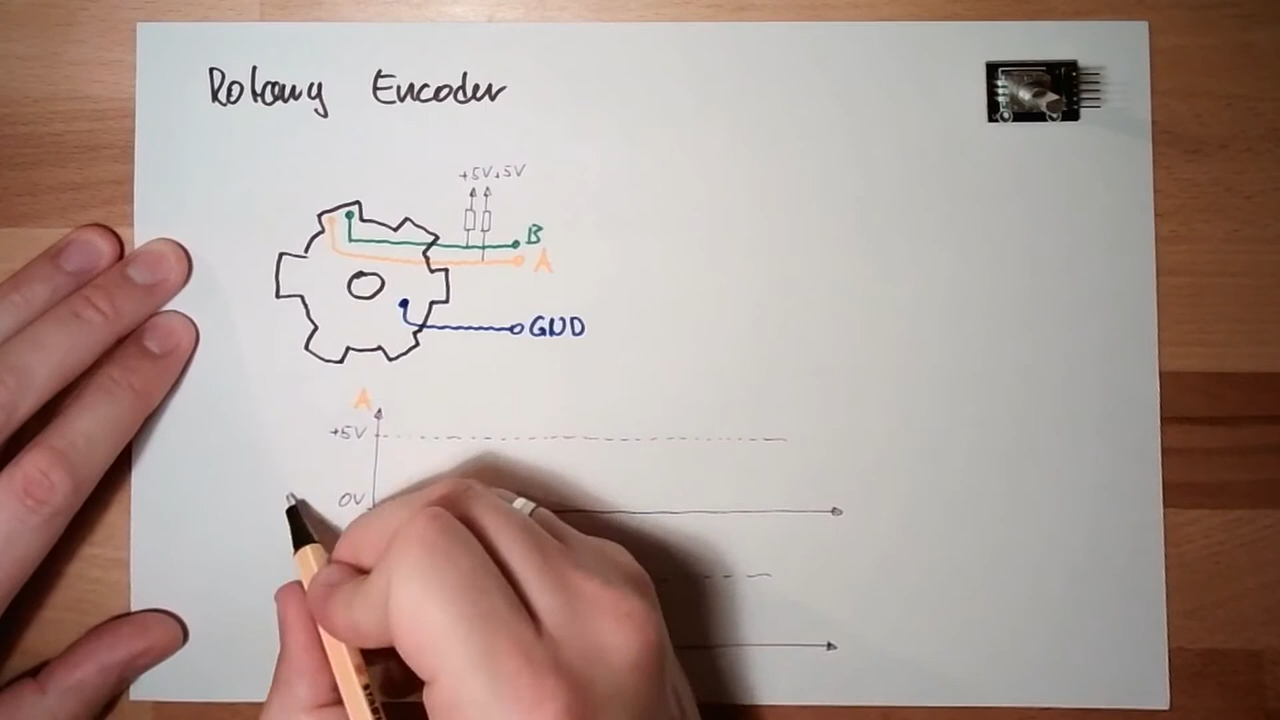 Rotary Encoder
+5V +5V
B
A
GND
A
+5V
0V